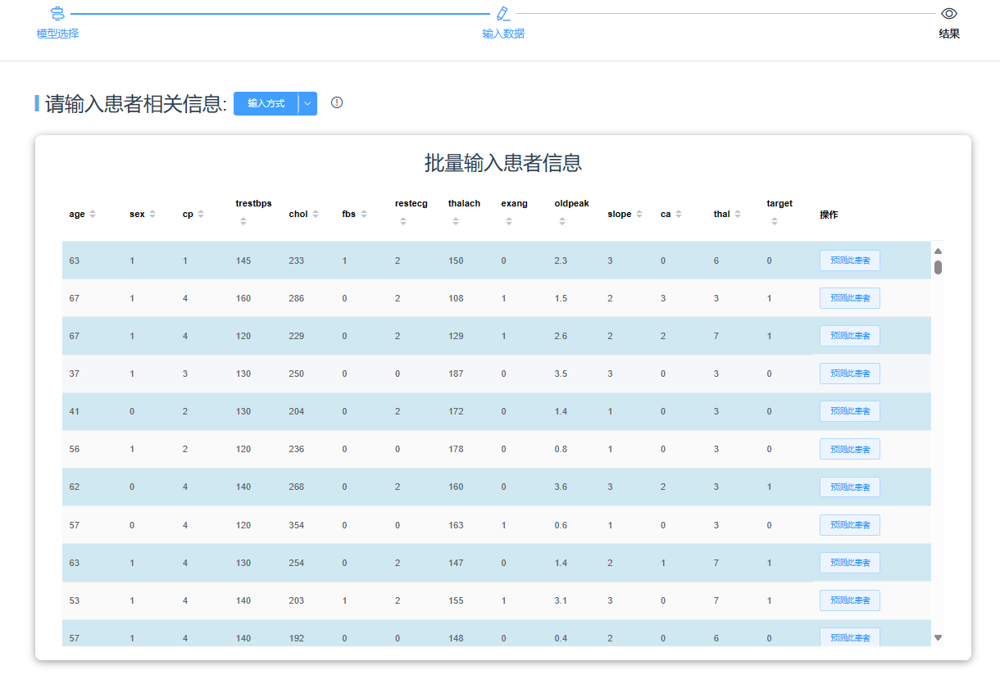 模型选择 输入数据 结果
请输入患者相关信息: 输入方式
批量输入患者信息
age sex cp trestbps chol fbs restecg thalach exang oldpeak slope ca thal target 操作
63 1 1 145 233 1 2 150 0 2.3 3 0 6 0 预测此患者
67 1 4 160 286 0 2 108 1 1.5 2 3 3 1 预测此患者
67 1 4 120 229 0 2 129 1 2.6 2 2 7 1 预测此患者
37 1 3 130 250 0 0 187 0 3.5 3 0 3 0 预测此患者
41 0 2 130 204 0 2 172 0 1.4 1 0 3 0 预测此患者
56 1 2 120 236 0 0 178 0 0.8 1 0 3 0 预测此患者
62 0 4 140 268 0 2 160 0 3.6 3 2 3 1 预测此患者
57 0 4 120 354 0 0 163 1 0.6 1 0 3 0 预测此患者
63 1 4 130 254 0 2 147 0 1.4 2 1 7 1 预测此患者
53 1 4 140 203 1 2 155 1 3.1 3 0 7 1 预测此患者
57 1 4 140 192 0 0 148 0 0.4 2 0 6 0 预测此患者